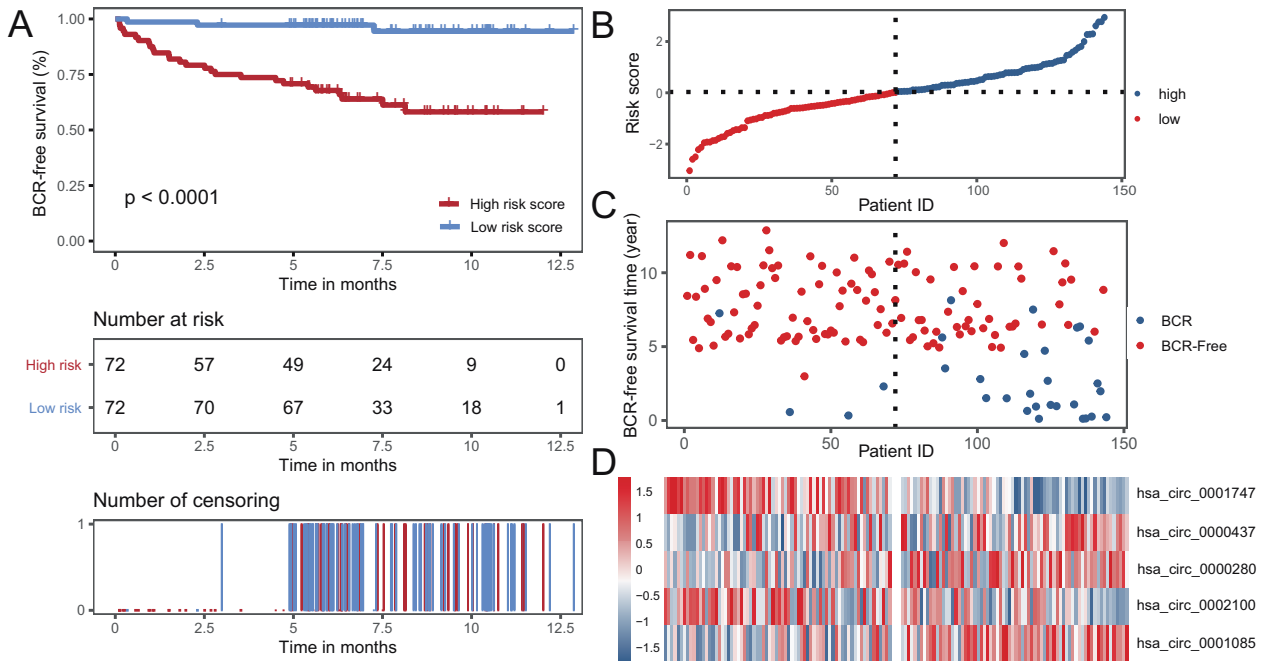 A
BCR-free survival (%)
1.00
0.75
0.50
0.25
0.00
p < 0.0001
High risk score
Low risk score
0 2.5 5 7.5 10 12.5
Time in months
Number at risk
High risk 72 57 49 24 9 0
Low risk 72 70 67 33 18 1
0 2.5 5 7.5 10 12.5
Time in months
Number of censoring
1
0
0 2.5 5 7.5 10 12.5
Time in months
B
Risk score
2
0
−2
0 50 100 150
Patient ID
high
low
C
BCR-free survival time (year)
10
5
0
0 50 100 150
Patient ID
BCR
BCR-Free
D
1.5
1
0.5
0
−0.5
−1
−1.5
hsa_circ_0001747
hsa_circ_0000437
hsa_circ_0000280
hsa_circ_0002100
hsa_circ_0001085